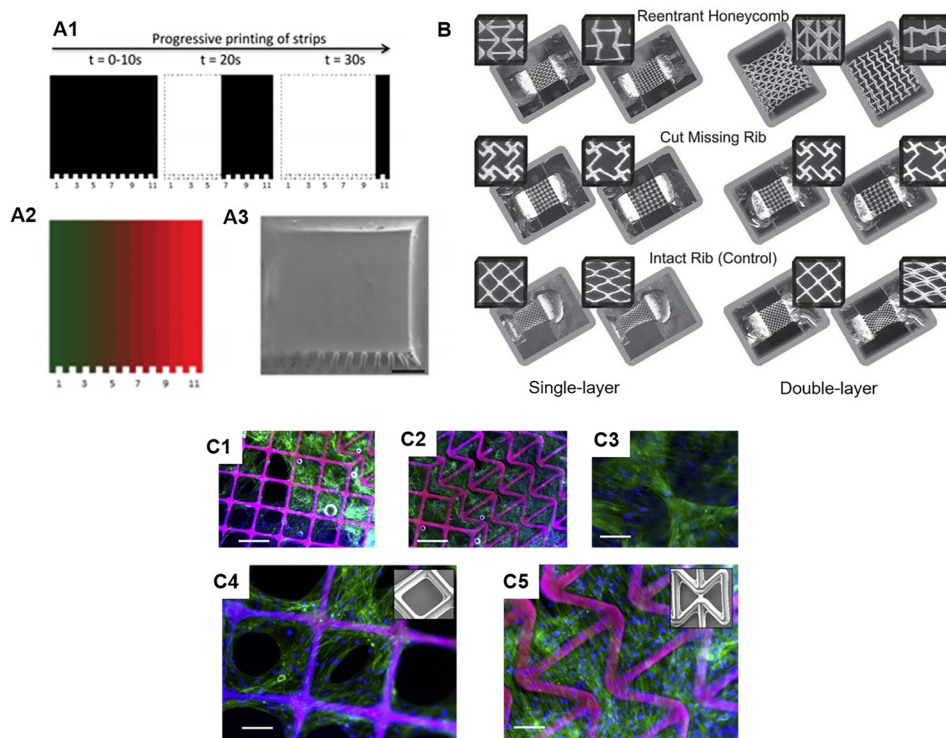 A1
Progressive printing of strips
t = 0-10s t = 20s t = 30s
1 3 5 7 9 11 1 3 5 7 9 11 1 3 5 7 9 11
A2
1 3 5 7 9 11
A3
B
Reentrant Honeycomb
Cut Missing Rib
Intact Rib (Control)
Single-layer Double-layer
C1
C2
C3
C4
C5